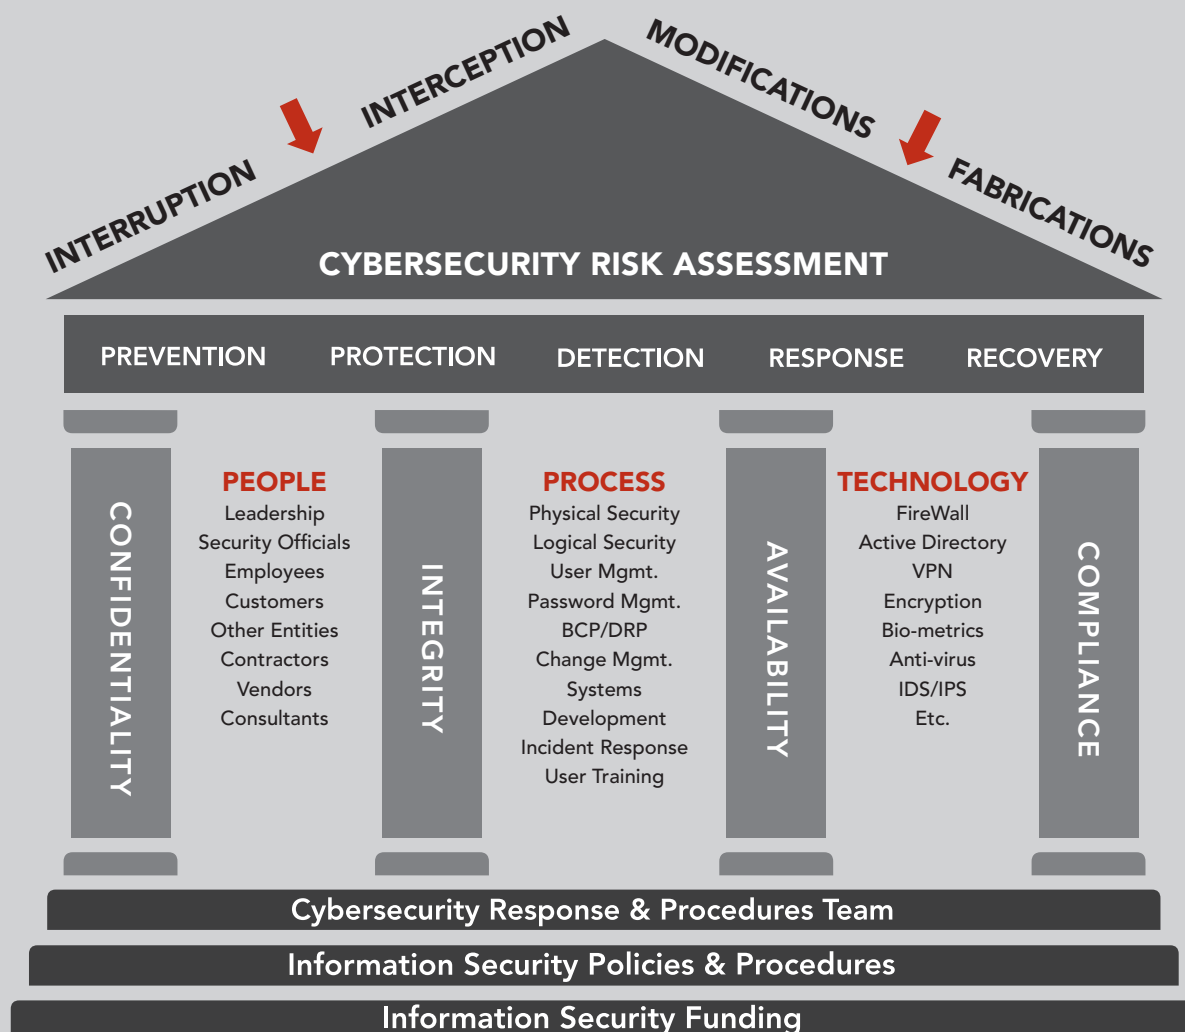 INTERRUPTION
INTERCEPTION
MODIFICATIONS
FABRICATIONS
CYBERSECURITY RISK ASSESSMENT
PREVENTION PROTECTION DETECTION RESPONSE RECOVERY
CONFIDENTIALITY
PEOPLE
Leadership
Security Officials
Employees
Customers
Other Entities
Contractors
Vendors
Consultants
INTEGRITY
PROCESS
Physical Security
Logical Security
User Mgmt.
Password Mgmt.
BCP/DRP
Change Mgmt.
Systems
Development
Incident Response
User Training
AVAILABILITY
TECHNOLOGY
FireWall
Active Directory
VPN
Encryption
Bio-metrics
Anti-virus
IDS/IPS
Etc.
COMPLIANCE
Cybersecurity Response & Procedures Team
Information Security Policies & Procedures
Information Security Funding